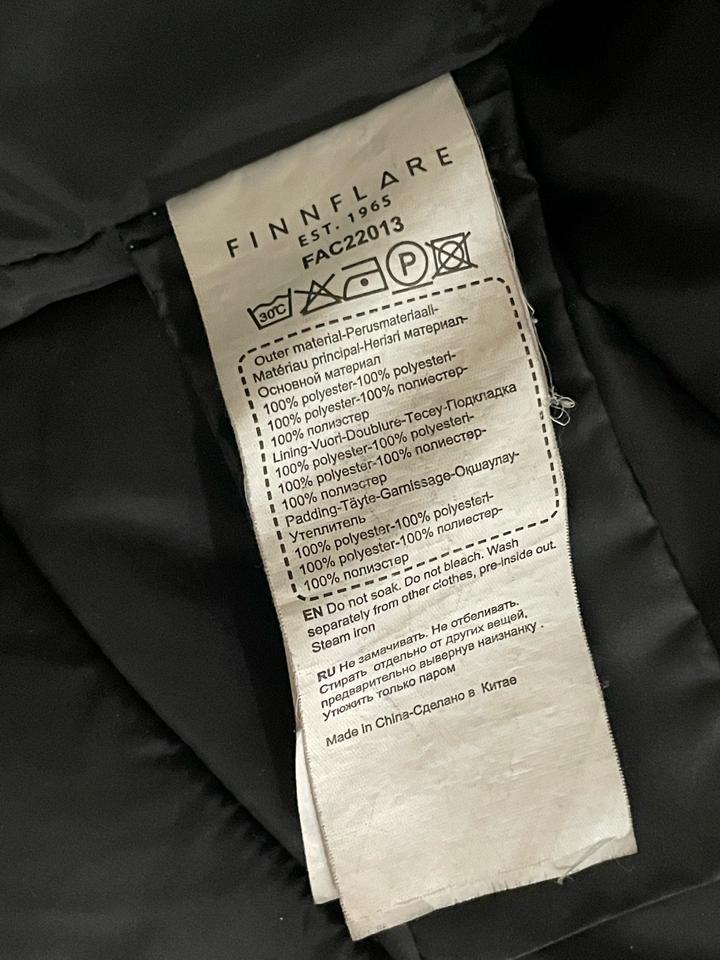 FINNFLARE
EST. 1965
FAC22013
30C P
Outer material-Perusmateriaali-
Matériau principal-Негізгі материал-
Основной материал
100% polyester-100% polyesteri-
100% polyester-100% полиестер-
100% полиэстер
Lining-Vuori-Doublure-Тесеу-Подкладка
100% polyester-100% polyesteri-
100% polyester-100% полиестер-
100% полиэстер
Padding-Täyte-Garnissage-Оқшаулау-
Утеплитель
100% polyester-100% polyesteri-
100% polyester-100% полиестер-
100% полиэстер
EN Do not soak. Do not bleach. Wash
separately from other clothes, pre-inside out.
Steam iron
RU Не замачивать. Не отбеливать.
Стирать отдельно от других вещей,
предварительно вывернув наизнанку .
Утюжить только паром
Made in China-Сделано в Китае